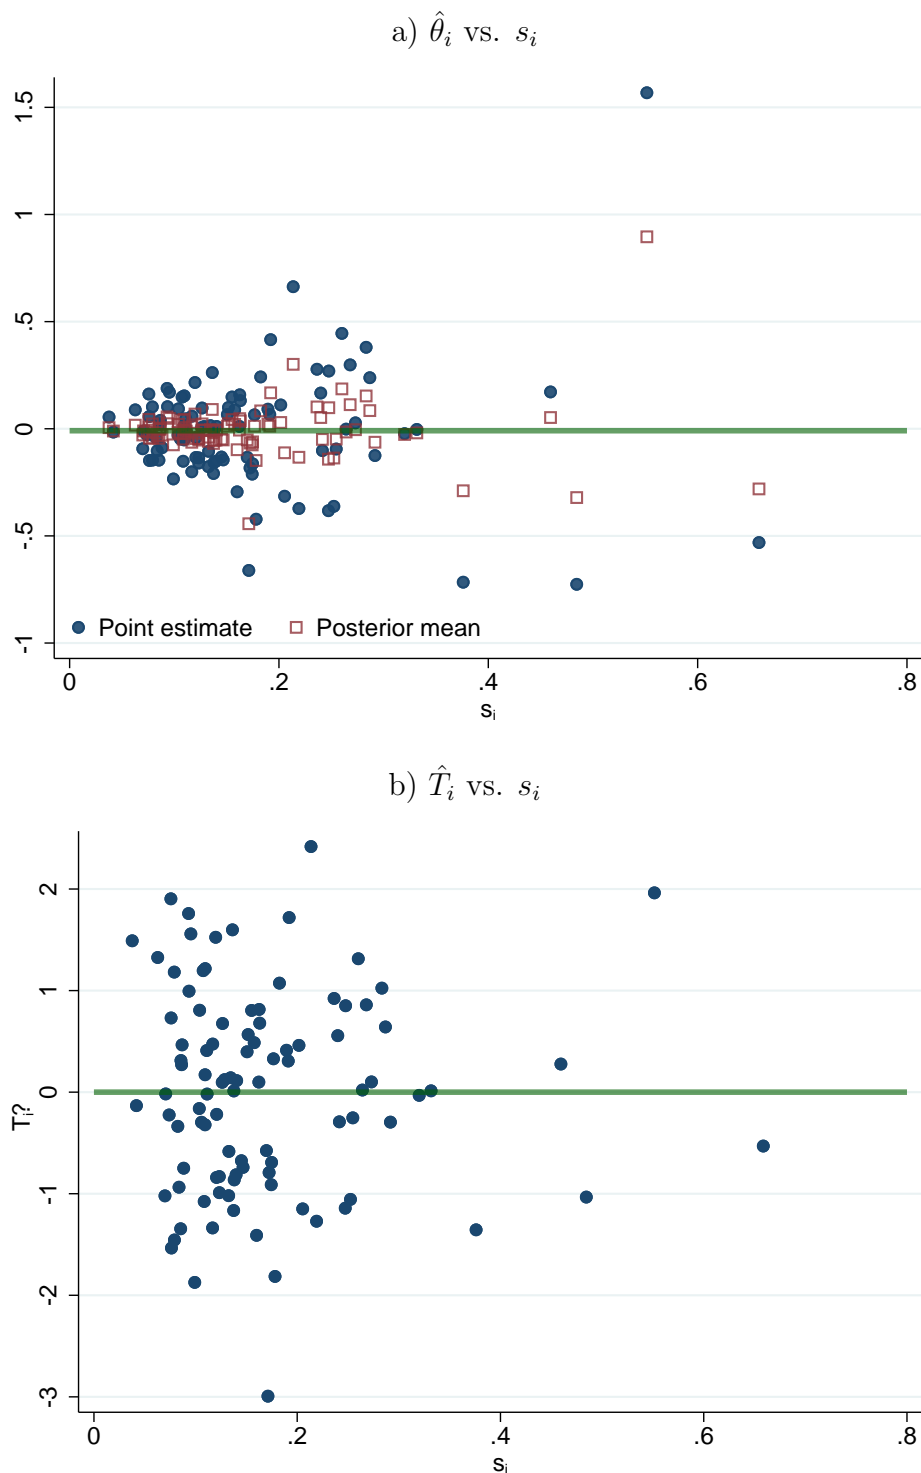 a) θ̂ᵢ vs. sᵢ
1.5
1
.5
0
-.5
-1
Point estimate Posterior mean
0 .2 .4 .6 .8
sᵢ
b) T̂ᵢ vs. sᵢ
2
1
0
-1
-2
-3
Tᵢ?
0 .2 .4 .6 .8
sᵢ